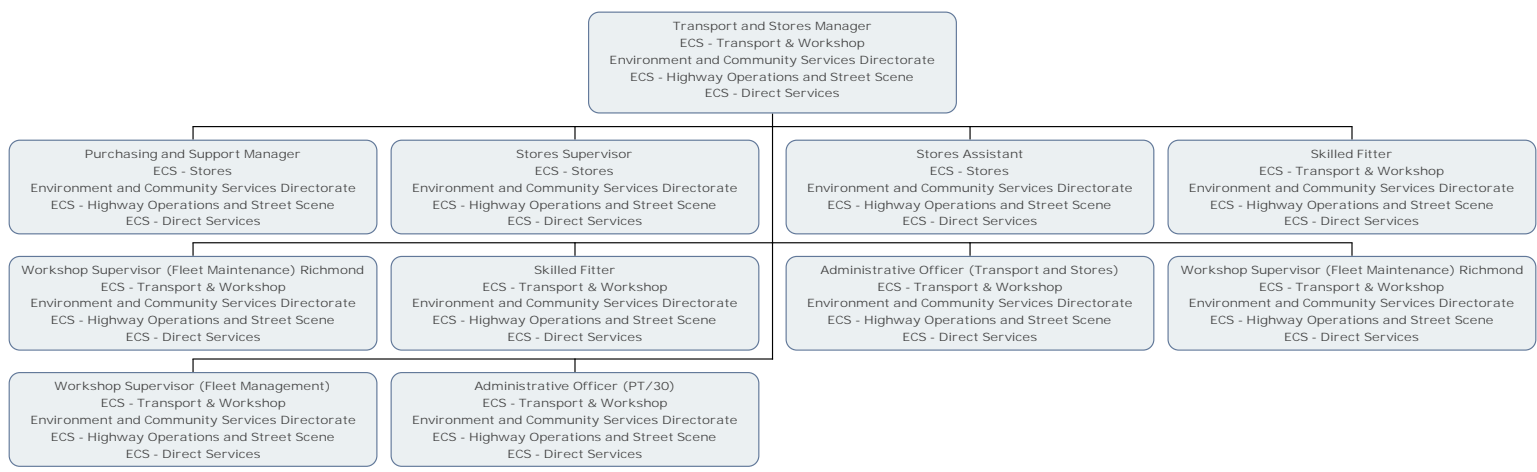 Transport and Stores Manager
ECS - Transport & Workshop
Environment and Community Services Directorate
ECS - Highway Operations and Street Scene
ECS - Direct Services
Purchasing and Support Manager
ECS - Stores
Environment and Community Services Directorate
ECS - Highway Operations and Street Scene
ECS - Direct Services
Stores Supervisor
ECS - Stores
Environment and Community Services Directorate
ECS - Highway Operations and Street Scene
ECS - Direct Services
Stores Assistant
ECS - Stores
Environment and Community Services Directorate
ECS - Highway Operations and Street Scene
ECS - Direct Services
Skilled Fitter
ECS - Transport & Workshop
Environment and Community Services Directorate
ECS - Highway Operations and Street Scene
ECS - Direct Services
Workshop Supervisor (Fleet Maintenance) Richmond
ECS - Transport & Workshop
Environment and Community Services Directorate
ECS - Highway Operations and Street Scene
ECS - Direct Services
Skilled Fitter
ECS - Transport & Workshop
Environment and Community Services Directorate
ECS - Highway Operations and Street Scene
ECS - Direct Services
Administrative Officer (Transport and Stores)
ECS - Transport & Workshop
Environment and Community Services Directorate
ECS - Highway Operations and Street Scene
ECS - Direct Services
Workshop Supervisor (Fleet Maintenance) Richmond
ECS - Transport & Workshop
Environment and Community Services Directorate
ECS - Highway Operations and Street Scene
ECS - Direct Services
Workshop Supervisor (Fleet Management)
ECS - Transport & Workshop
Environment and Community Services Directorate
ECS - Highway Operations and Street Scene
ECS - Direct Services
Administrative Officer (PT/30)
ECS - Transport & Workshop
Environment and Community Services Directorate
ECS - Highway Operations and Street Scene
ECS - Direct Services